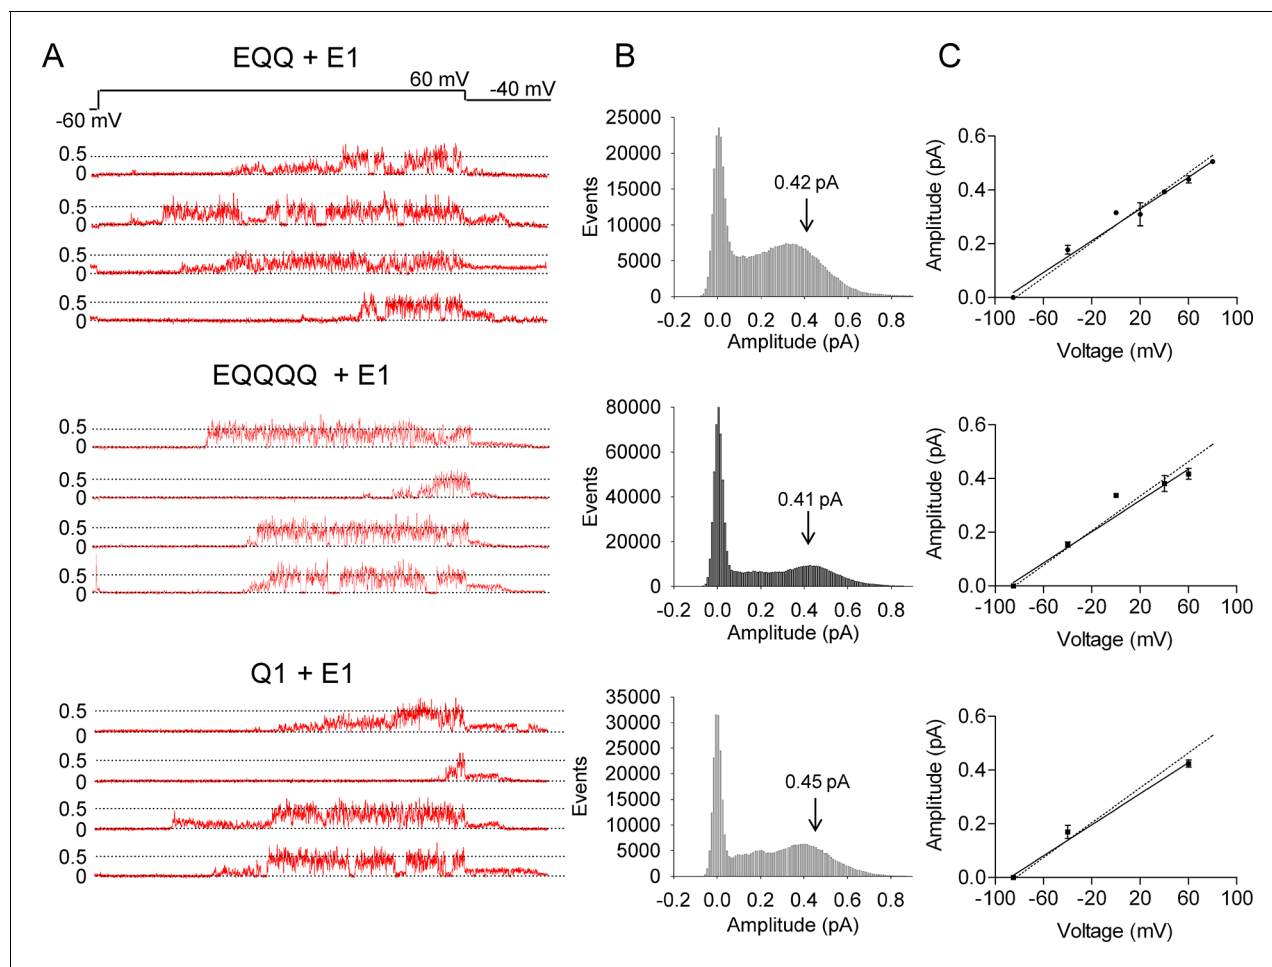 A
EQQ + E1
60 mV
-40 mV
-60 mV
0.5
0
0.5
0
0.5
0
0.5
0
EQQQQ + E1
0.5
0
0.5
0
0.5
0
0.5
0
Q1 + E1
0.5
0
0.5
0
0.5
0
0.5
0
B
25000
20000
15000
10000
5000
0
Events
0.42 pA
-0.2 0.0 0.2 0.4 0.6 0.8
Amplitude (pA)
80000
60000
40000
20000
0
Events
0.41 pA
-0.2 0.0 0.2 0.4 0.6 0.8
Amplitude (pA)
35000
30000
25000
20000
15000
10000
5000
0
Events
0.45 pA
-0.2 0.0 0.2 0.4 0.6 0.8
Amplitude (pA)
C
0.6
0.4
0.2
0.0
Amplitude (pA)
-100 -60 -20 20 60 100
Voltage (mV)
0.6
0.4
0.2
0.0
Amplitude (pA)
-100 -60 -20 20 60 100
Voltage (mV)
0.6
0.4
0.2
0.0
Amplitude (pA)
-100 -60 -20 20 60 100
Voltage (mV)